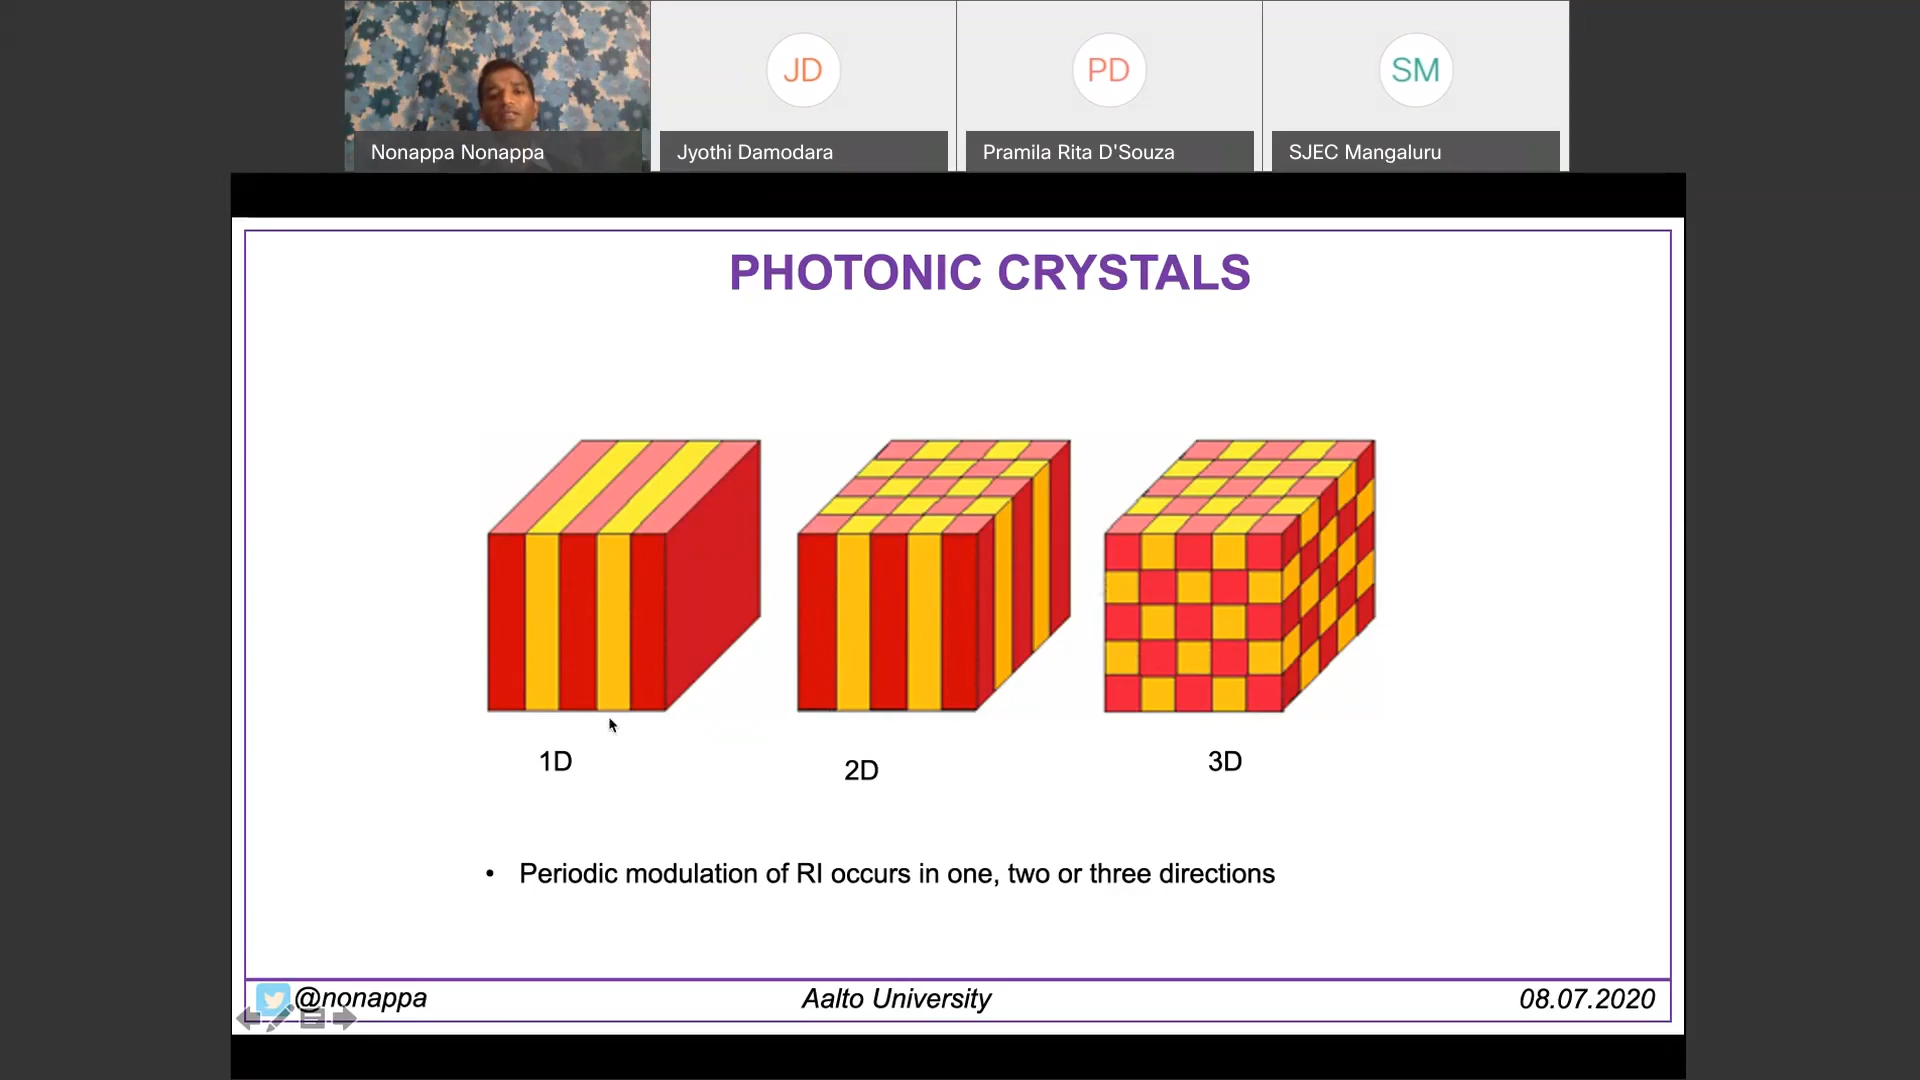 JD
PD
SM
Nonappa Nonappa
Jyothi Damodara
Pramila Rita D'Souza
SJEC Mangaluru
PHOTONIC CRYSTALS
1D
2D
3D
• Periodic modulation of RI occurs in one, two or three directions
@nonappa
Aalto University
08.07.2020